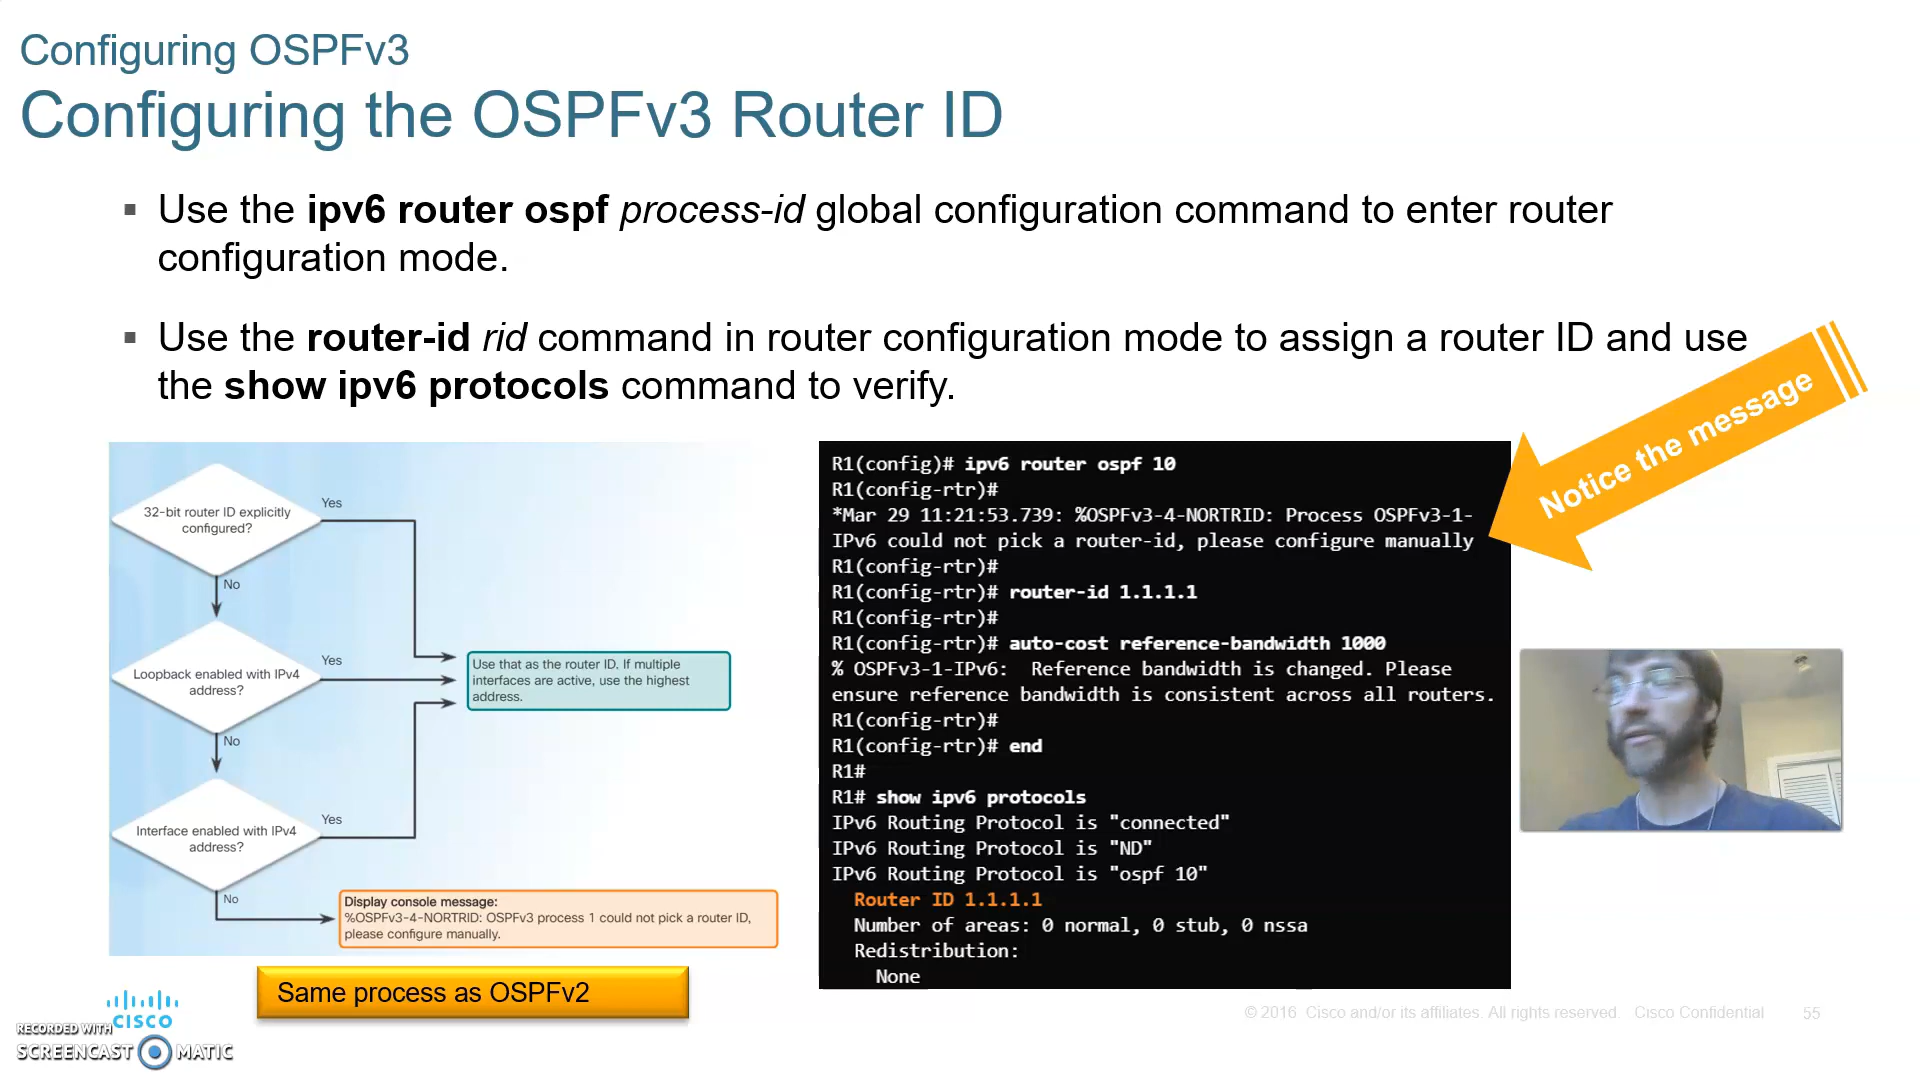 Configuring OSPFv3
Configuring the OSPFv3 Router ID
▪ Use the ipv6 router ospf process-id global configuration command to enter router
configuration mode.
▪ Use the router-id rid command in router configuration mode to assign a router ID and use
the show ipv6 protocols command to verify.
Notice the message
32-bit router ID explicitly
configured?
Yes
No
Loopback enabled with IPv4
address?
Yes
No
Interface enabled with IPv4
address?
Yes
No
Use that as the router ID. If multiple
interfaces are active, use the highest
address.
Display console message:
%OSPFv3-4-NORTRID: OSPFv3 process 1 could not pick a router ID,
please configure manually.
Same process as OSPFv2
R1(config)# ipv6 router ospf 10
R1(config-rtr)#
*Mar 29 11:21:53.739: %OSPFv3-4-NORTRID: Process OSPFv3-1-
IPv6 could not pick a router-id, please configure manually
R1(config-rtr)#
R1(config-rtr)# router-id 1.1.1.1
R1(config-rtr)#
R1(config-rtr)# auto-cost reference-bandwidth 1000
% OSPFv3-1-IPv6:  Reference bandwidth is changed. Please
ensure reference bandwidth is consistent across all routers.
R1(config-rtr)#
R1(config-rtr)# end
R1#
R1# show ipv6 protocols
IPv6 Routing Protocol is "connected"
IPv6 Routing Protocol is "ND"
IPv6 Routing Protocol is "ospf 10"
Router ID 1.1.1.1
Number of areas: 0 normal, 0 stub, 0 nssa
Redistribution:
None
CISCO
RECORDED WITH
SCREENCAST MATIC
© 2016 Cisco and/or its affiliates. All rights reserved. Cisco Confidential
55